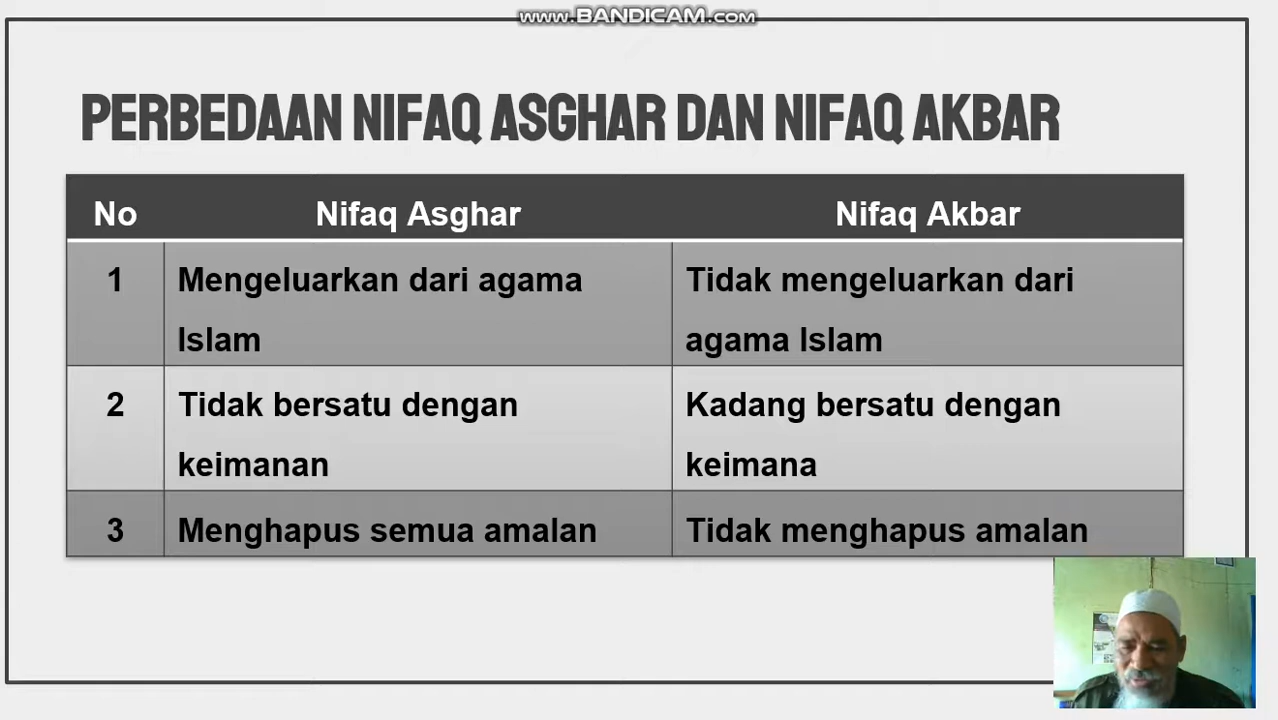 www.BANDICAM.com
PERBEDAAN NIFAQ ASGHAR DAN NIFAQ AKBAR
No Nifaq Asghar Nifaq Akbar
1 Mengeluarkan dari agama Islam Tidak mengeluarkan dari agama Islam
2 Tidak bersatu dengan keimanan Kadang bersatu dengan keimana
3 Menghapus semua amalan Tidak menghapus amalan